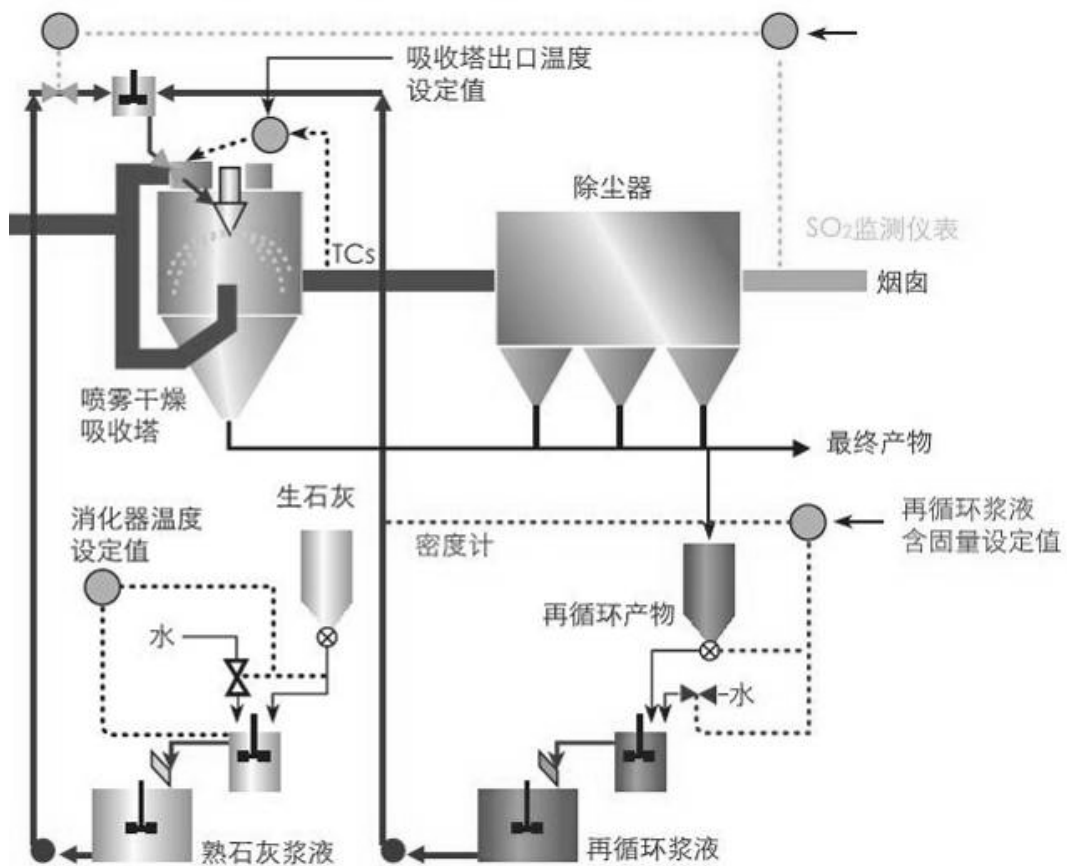 吸收塔出口温度
设定值
除尘器
SO₂监测仪表
TCs
烟囱
喷雾干燥
吸收塔
最终产物
生石灰
消化器温度
设定值
密度计
再循环浆液
含固量设定值
再循环产物
水
水
熟石灰浆液
再循环浆液